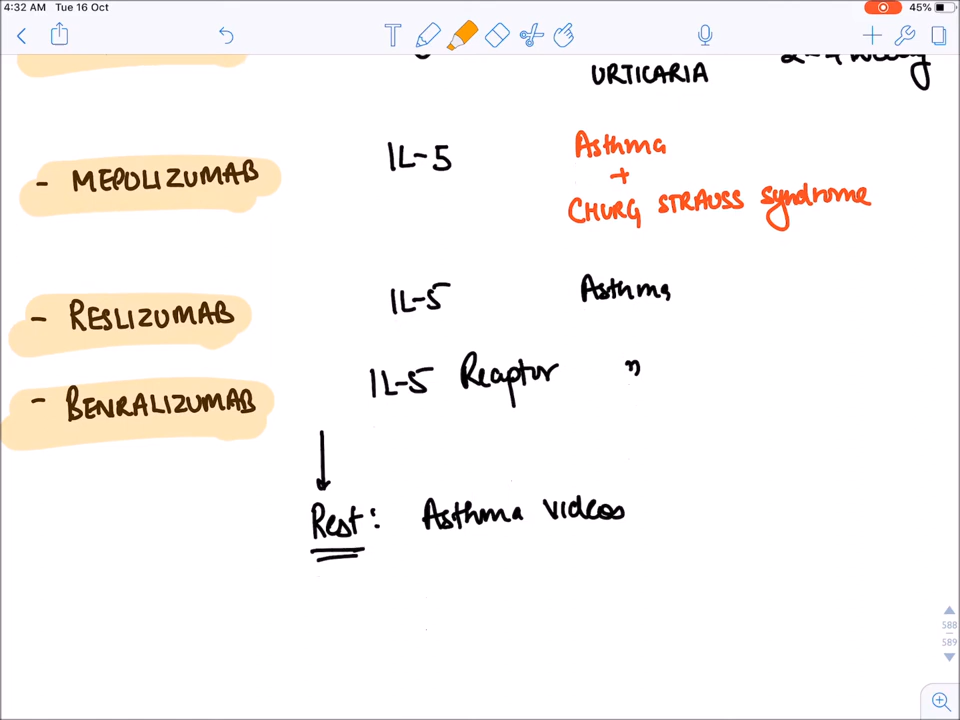 4:32 AM Tue 16 Oct 45%
T
URTICARIA
- MEPOLIZUMAB IL-5 Asthma
+
CHURG STRAUSS syndrome
- RESLIZUMAB IL-5 Asthma
- BENRALIZUMAB IL-5 Receptor "
Rest: Asthma videos
588
589